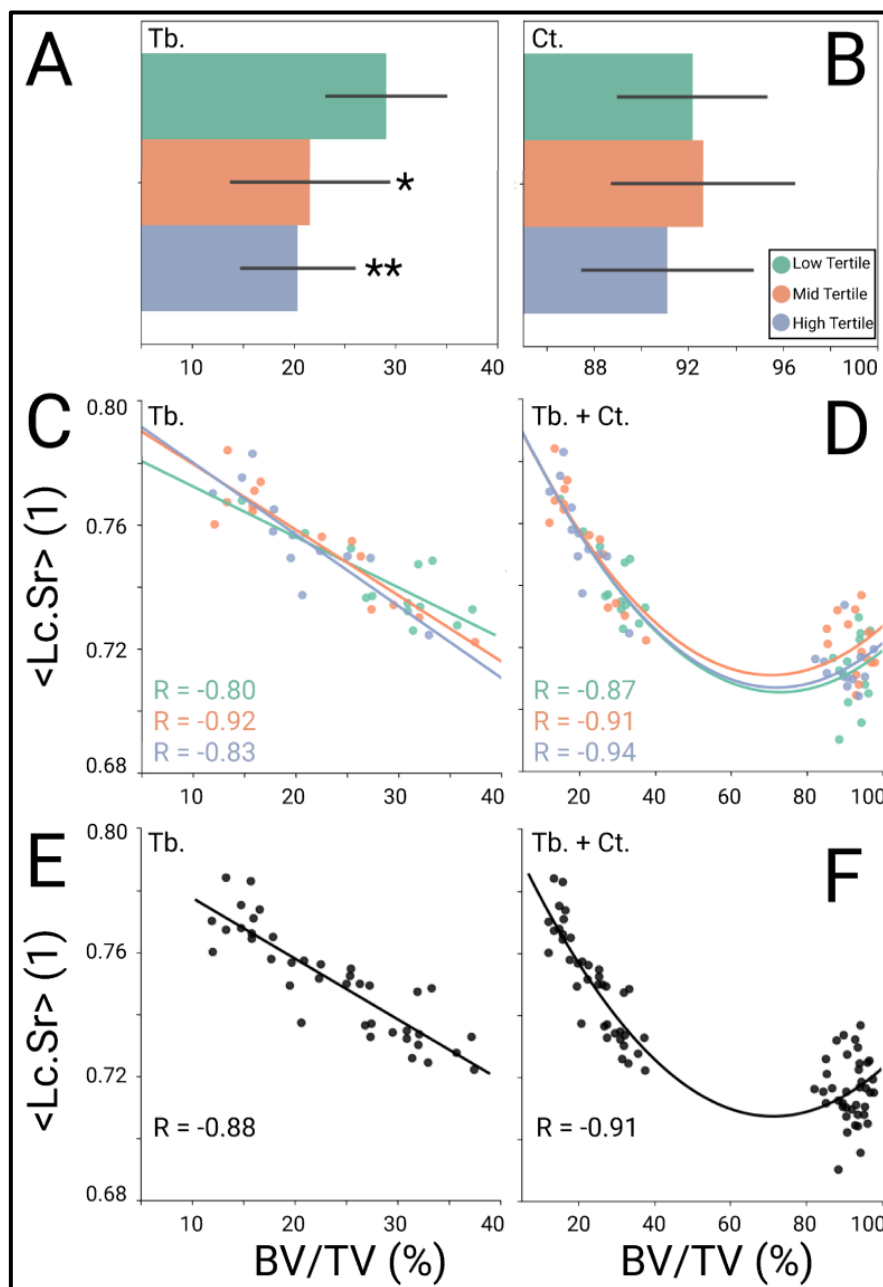 A
Tb.
*
**
10
20
30
40
B
Ct.
Low Tertile
Mid Tertile
High Tertile
88
92
96
100
<Lc.Sr> (1)
C
Tb.
0.80
0.76
0.72
0.68
R = -0.80
R = -0.92
R = -0.83
10
20
30
40
D
Tb. + Ct.
R = -0.87
R = -0.91
R = -0.94
20
40
60
80
100
<Lc.Sr> (1)
E
Tb.
0.80
0.76
0.72
0.68
R = -0.88
10
20
30
40
BV/TV (%)
F
Tb. + Ct.
R = -0.91
20
40
60
80
100
BV/TV (%)